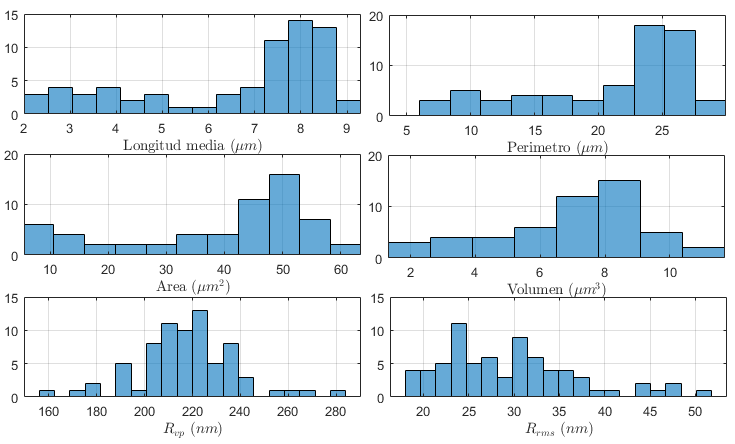 15
10
5
0
2 3 4 5 6 7 8 9
Longitud media (μm)
20
10
0
5 10 15 20 25
Perimetro (μm)
20
10
0
10 20 30 40 50 60
Area (μm²)
20
10
0
2 4 6 8 10
Volumen (μm³)
15
10
5
0
160 180 200 220 240 260 280
R_vp (nm)
15
10
5
0
20 25 30 35 40 45 50
R_rms (nm)